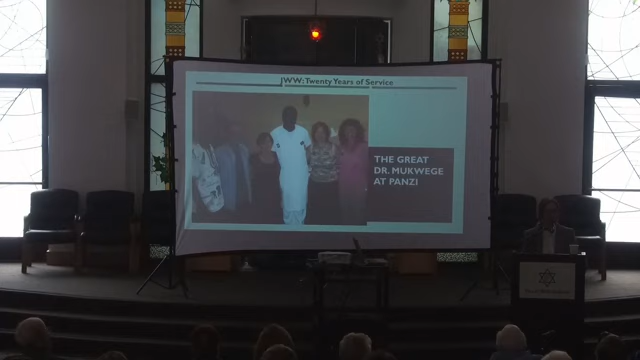 JWW: Twenty Years of Service
THE GREAT
DR. MUKWEGE
AT PANZI